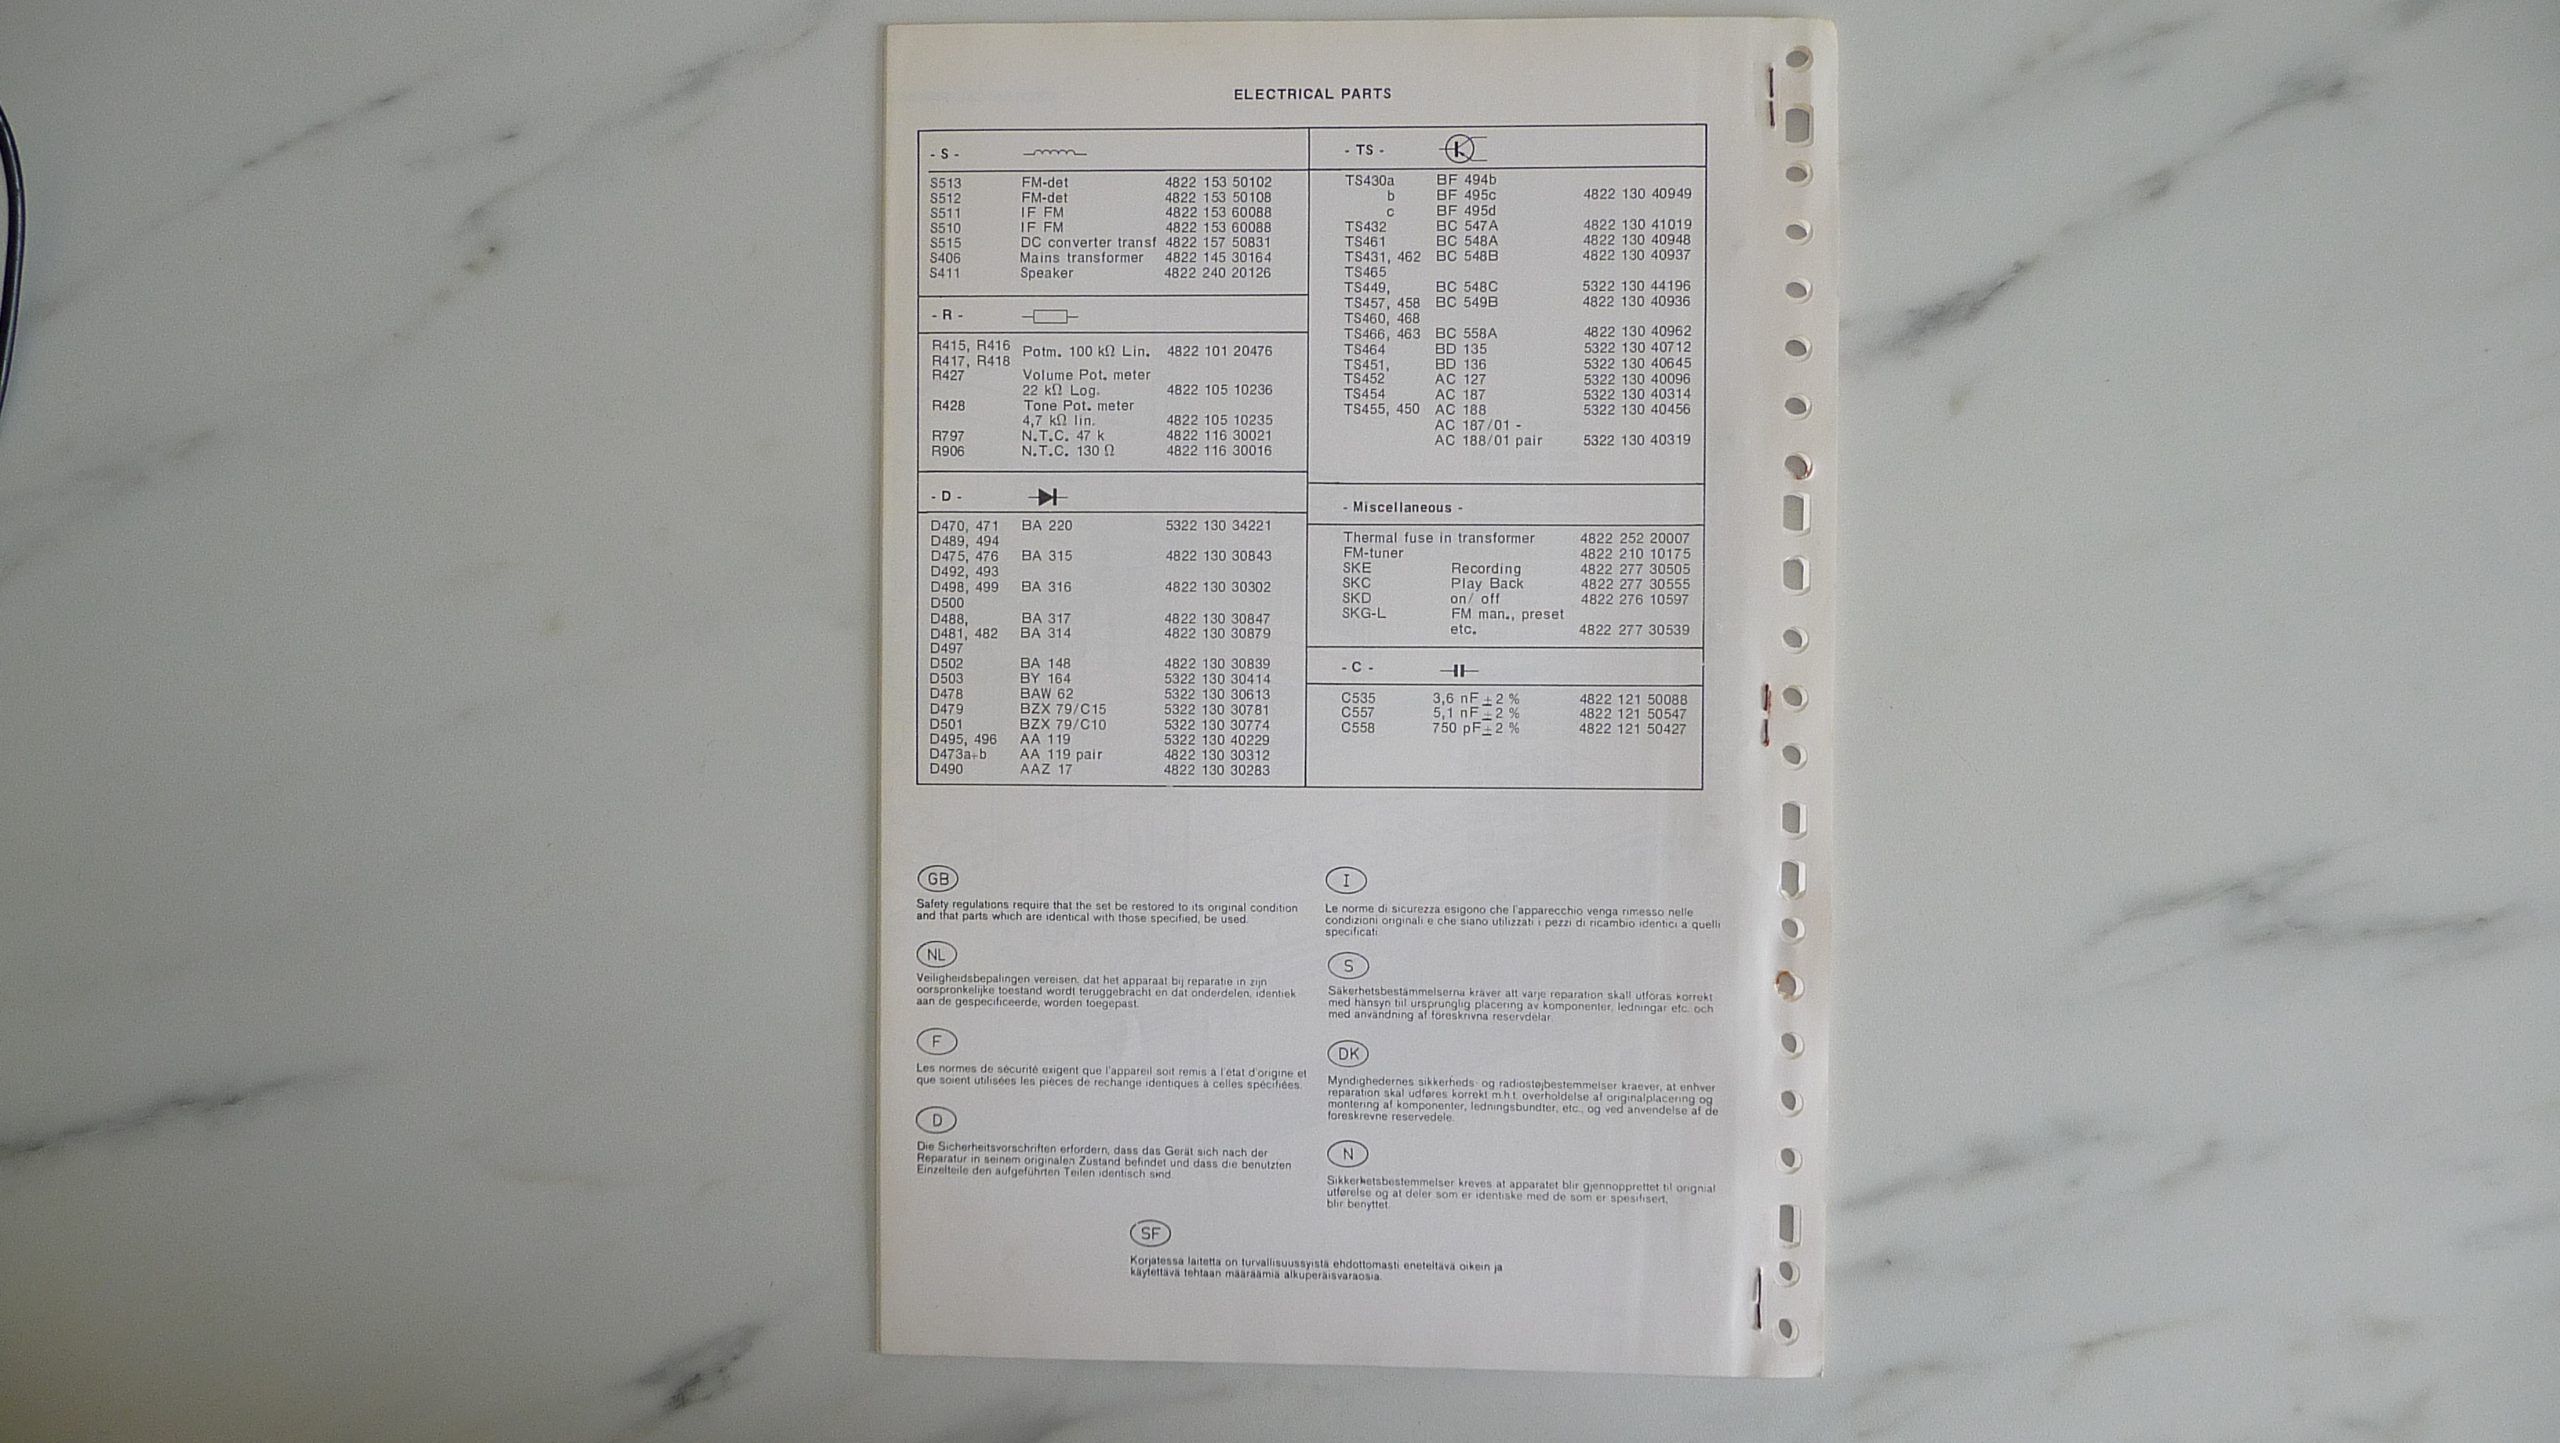 ELECTRICAL PARTS
- S -
S513 FM-det 4822 153 50102
S512 FM-det 4822 153 50108
S511 IF FM 4822 153 60088
S510 IF FM 4822 153 60088
S515 DC converter transf 4822 157 50831
S406 Mains transformer 4822 145 30164
S411 Speaker 4822 240 20126
- R -
R415, R416
R417, R418 Potm. 100 kΩ Lin. 4822 101 20476
R427 Volume Pot. meter
22 kΩ Log. 4822 105 10236
R428 Tone Pot. meter
4,7 kΩ lin. 4822 105 10235
R797 N.T.C. 47 k 4822 116 30021
R906 N.T.C. 130 Ω 4822 116 30016
- D -
D470, 471 BA 220 5322 130 34221
D489, 494
D475, 476 BA 315 4822 130 30843
D492, 493
D498, 499 BA 316 4822 130 30302
D500
D488, BA 317 4822 130 30847
D481, 482 BA 314 4822 130 30879
D497
D502 BA 148 4822 130 30839
D503 BY 164 5322 130 30414
D478 BAW 62 5322 130 30613
D479 BZX 79/C15 5322 130 30781
D501 BZX 79/C10 5322 130 30774
D495, 496 AA 119 5322 130 40229
D473a+b AA 119 pair 4822 130 30312
D490 AAZ 17 4822 130 30283
- TS -
TS430a BF 494b
b BF 495c 4822 130 40949
c BF 495d
TS432 BC 547A 4822 130 41019
TS461 BC 548A 4822 130 40948
TS431, 462 BC 548B 4822 130 40937
TS465
TS449, BC 548C 5322 130 44196
TS457, 458 BC 549B 4822 130 40936
TS460, 468
TS466, 463 BC 558A 4822 130 40962
TS464 BD 135 5322 130 40712
TS451, BD 136 5322 130 40645
TS452 AC 127 5322 130 40096
TS454 AC 187 5322 130 40314
TS455, 450 AC 188 5322 130 40456
AC 187/01 -
AC 188/01 pair 5322 130 40319
- Miscellaneous -
Thermal fuse in transformer 4822 252 20007
FM-tuner 4822 210 10175
SKE Recording 4822 277 30505
SKC Play Back 4822 277 30555
SKD on/ off 4822 276 10597
SKG-L FM man., preset
etc. 4822 277 30539
- C -
C535 3,6 nF ± 2 % 4822 121 50088
C557 5,1 nF ± 2 % 4822 121 50547
C558 750 pF ± 2 % 4822 121 50427
GB
Safety regulations require that the set be restored to its original condition
and that parts which are identical with those specified, be used.
NL
Veiligheidsbepalingen vereisen, dat het apparaat bij reparatie in zijn
oorspronkelijke toestand wordt teruggebracht en dat onderdelen, identiek
aan de gespecificeerde, worden toegepast.
F
Les normes de sécurité exigent que l'appareil soit remis à l'état d'origine et
que soient utilisées les pièces de rechange identiques à celles spécifiées.
D
Die Sicherheitsvorschriften erfordern, dass das Gerät sich nach der
Reparatur in seinem originalen Zustand befindet und dass die benutzten
Einzelteile den aufgeführten Teilen identisch sind.
I
Le norme di sicurezza esigono che l'apparecchio venga rimesso nelle
condizioni originali e che siano utilizzati i pezzi di ricambio identici a quelli
specificati.
S
Säkerhetsbestämmelserna kräver att varje reparation skall utföras korrekt
med hänsyn till ursprunglig placering av komponenter, ledningar etc. och
med användning af föreskrivna reservdelar.
DK
Myndighedernes sikkerheds- og radiostøjbestemmelser kraever, at enhver
reparation skal udføres korrekt m.h.t. overholdelse af originalplacering og
montering af komponenter, ledningsbundter, etc., og ved anvendelse af de
foreskrevne reservedele.
N
Sikkerhetsbestemmelser kreves at apparatet blir gjennopprettet til orignial
utførelse og at deler som er identiske med de som er spesifisert,
blir benyttet.
SF
Korjatessa laitetta on turvallisuussyistä ehdottomasti eneteltävä oikein ja
käytettävä tehtaan määräämiä alkuperäisvaraosia.